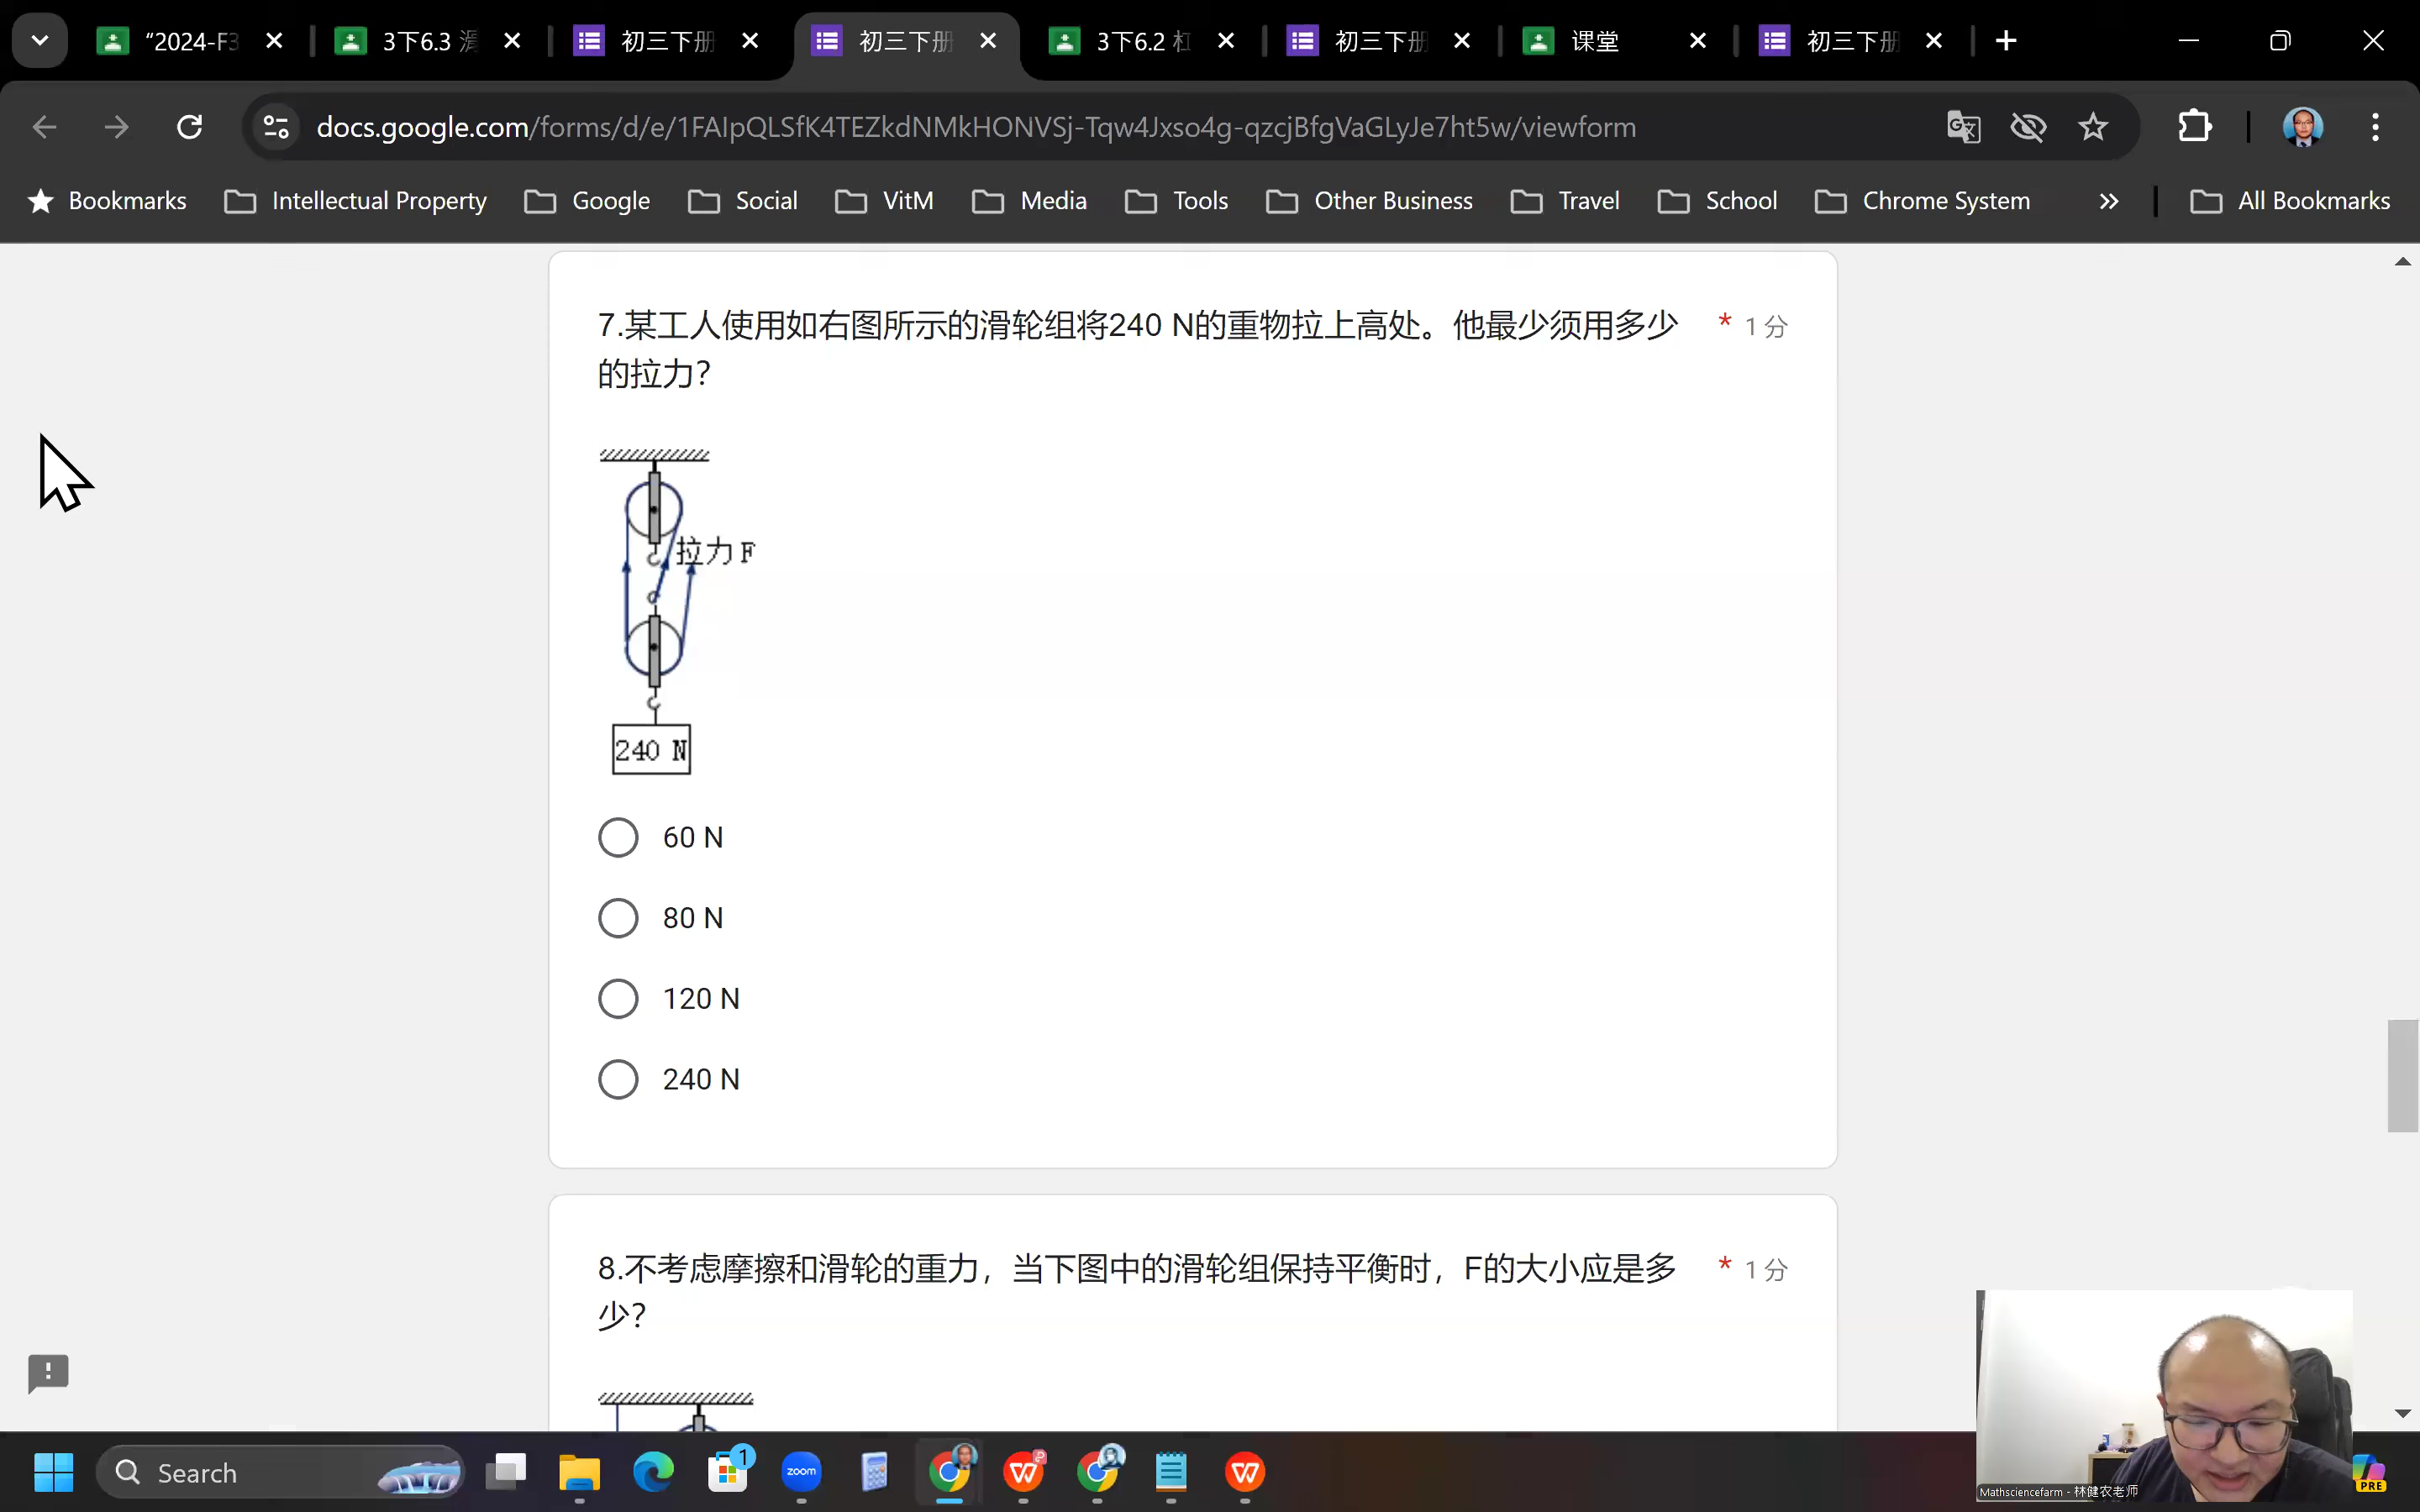 “2024-F3
3下6.3 滑
初三下册
初三下册
3下6.2 杠
初三下册
课堂
初三下册
docs.google.com/forms/d/e/1FAIpQLSfK4TEZkdNMkHONVSj-Tqw4Jxso4g-qzcjBfgVaGLyJe7ht5w/viewform
Bookmarks
Intellectual Property
Google
Social
VitM
Media
Tools
Other Business
Travel
School
Chrome System
All Bookmarks
7.某工人使用如右图所示的滑轮组将240 N的重物拉上高处。他最少须用多少 * 1 分
的拉力?
拉力 F
240 N
60 N
80 N
120 N
240 N
8.不考虑摩擦和滑轮的重力，当下图中的滑轮组保持平衡时，F的大小应是多 * 1 分
少?
Mathsciencefarm - 林健农老师
Search
1
zoom
PRE